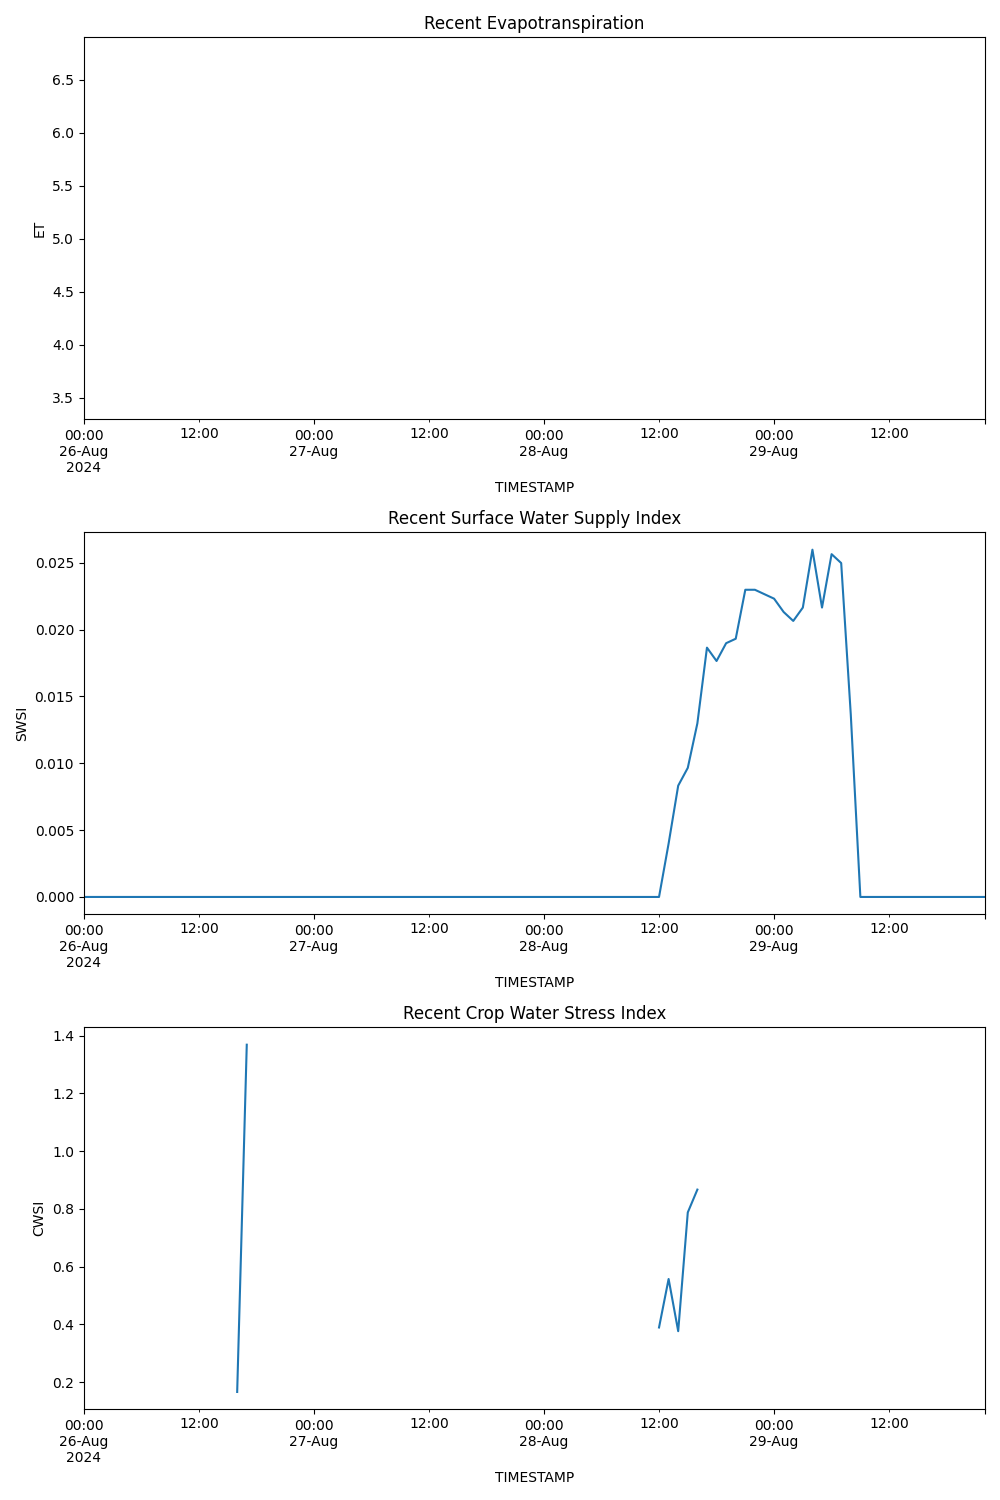 Recent Evapotranspiration
6.5
6.0
5.5
5.0
4.5
4.0
3.5
ET
00:00 12:00 00:00 12:00 00:00 12:00 00:00 12:00
26-Aug 27-Aug 28-Aug 29-Aug
2024
TIMESTAMP
Recent Surface Water Supply Index
0.025
0.020
0.015
0.010
0.005
0.000
SWSI
00:00 12:00 00:00 12:00 00:00 12:00 00:00 12:00
26-Aug 27-Aug 28-Aug 29-Aug
2024
TIMESTAMP
Recent Crop Water Stress Index
1.4
1.2
1.0
0.8
0.6
0.4
0.2
CWSI
00:00 12:00 00:00 12:00 00:00 12:00 00:00 12:00
26-Aug 27-Aug 28-Aug 29-Aug
2024
TIMESTAMP